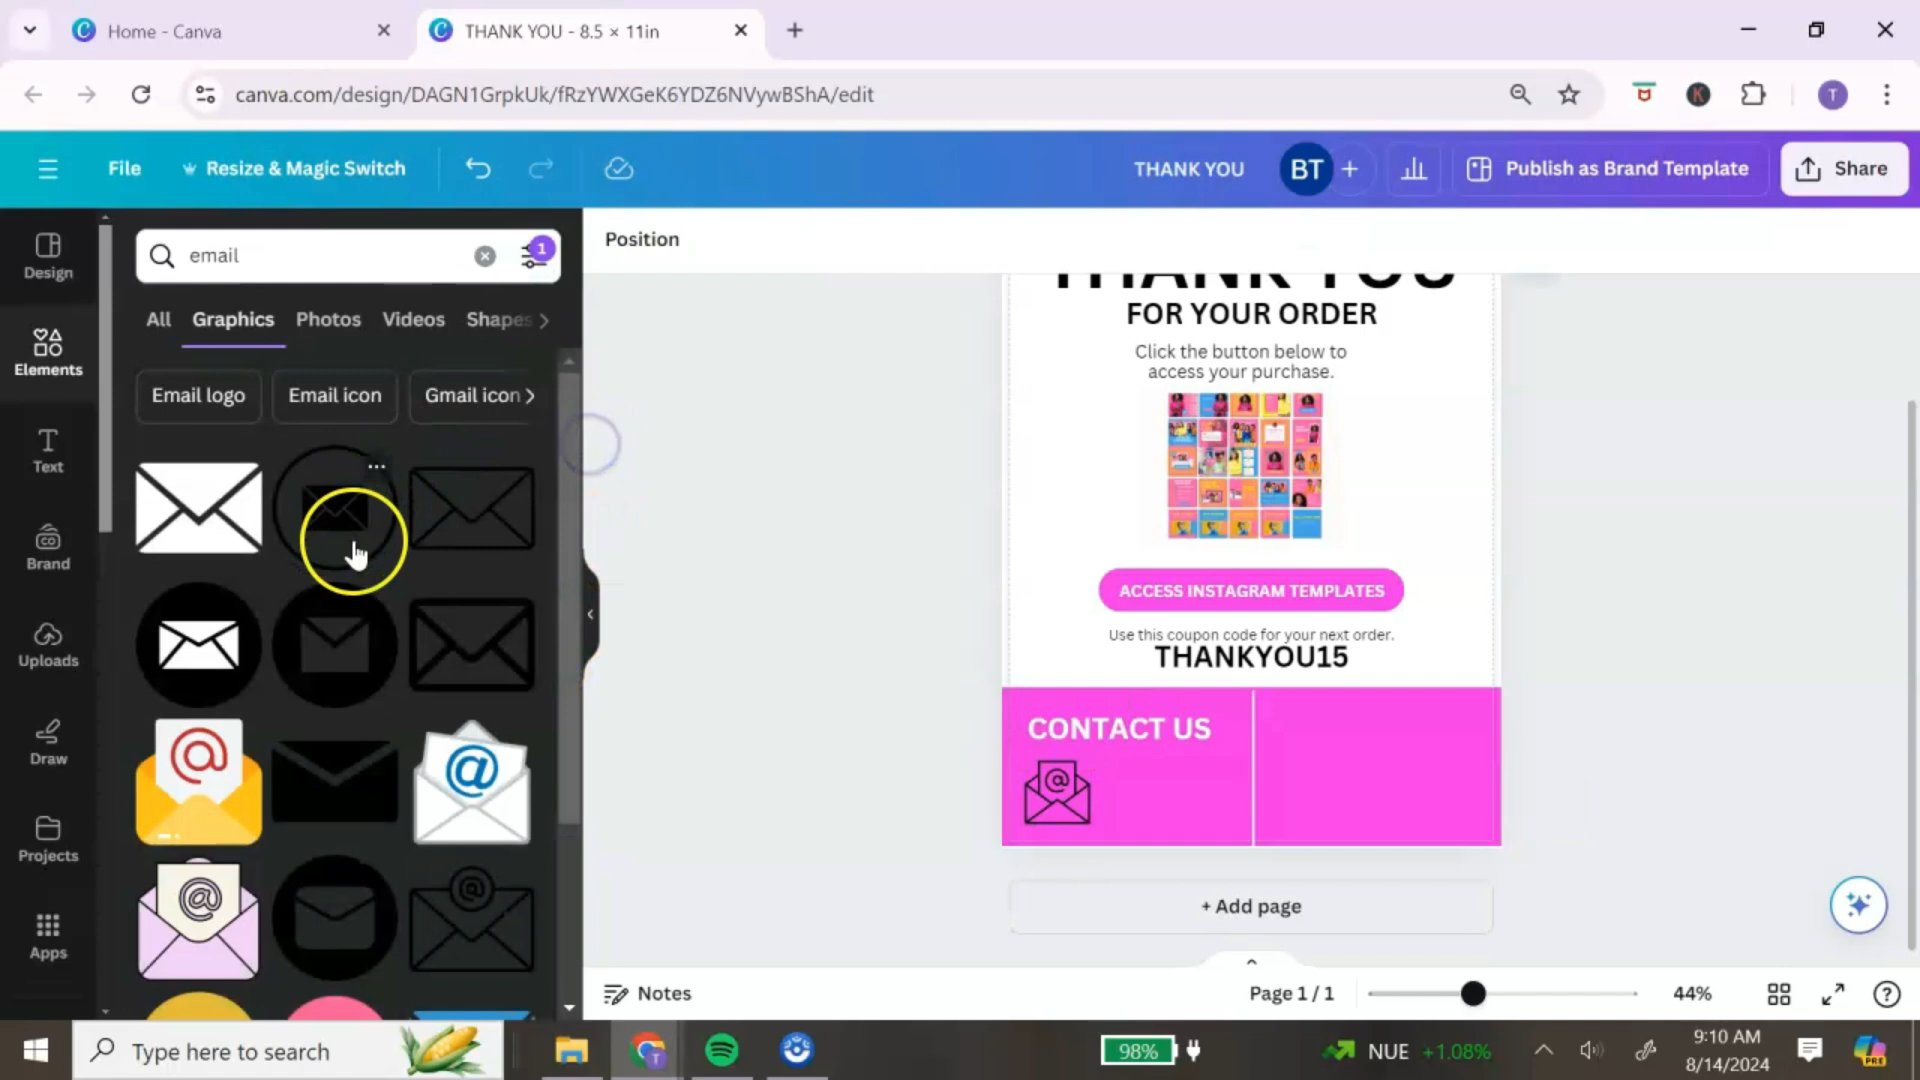 Home - Canva
THANK YOU - 8.5 × 11in
canva.com/design/DAGN1GrpkUk/fRzYWXGeK6YDZ6NVywBShA/edit
T
File
Resize & Magic Switch
THANK YOU
BT
Publish as Brand Template
Share
Design
Elements
Text
Brand
Uploads
Draw
Projects
Apps
email
1
All
Graphics
Photos
Videos
Shapes
Email logo
Email icon
Gmail icon
Position
THANK YOU
FOR YOUR ORDER
Click the button below to
access your purchase.
ACCESS INSTAGRAM TEMPLATES
Use this coupon code for your next order.
THANKYOU15
CONTACT US
+ Add page
Notes
Page 1 / 1
44%
Type here to search
98%
NUE +1.08%
9:10 AM
8/14/2024
PRE